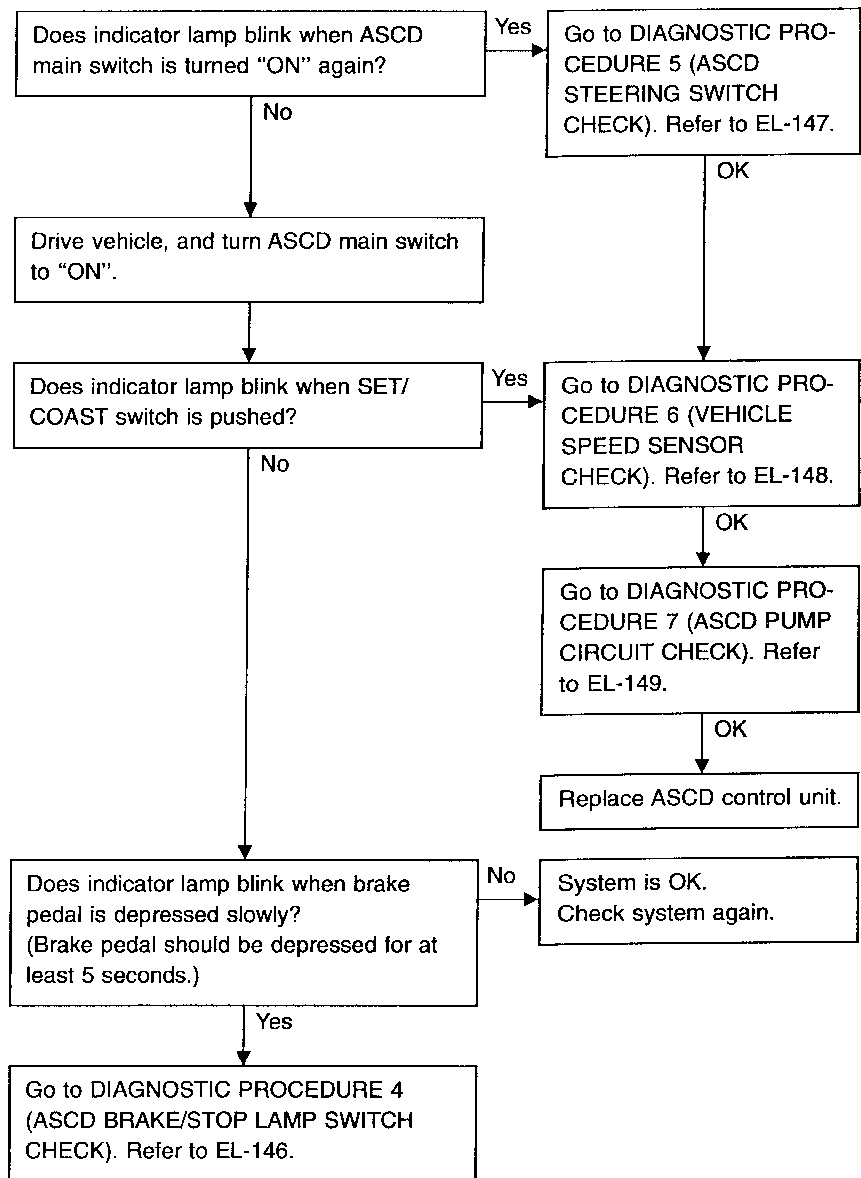 Does indicator lamp blink when ASCD
main switch is turned “ON” again?
Yes
Go to DIAGNOSTIC PRO-
CEDURE 5 (ASCD
STEERING SWITCH
CHECK). Refer to EL-147.
No
OK
Drive vehicle, and turn ASCD main switch
to “ON”.
Does indicator lamp blink when SET/
COAST switch is pushed?
Yes
Go to DIAGNOSTIC PRO-
CEDURE 6 (VEHICLE
SPEED SENSOR
CHECK). Refer to EL-148.
No
OK
Go to DIAGNOSTIC PRO-
CEDURE 7 (ASCD PUMP
CIRCUIT CHECK). Refer
to EL-149.
OK
Replace ASCD control unit.
Does indicator lamp blink when brake
pedal is depressed slowly?
(Brake pedal should be depressed for at
least 5 seconds.)
No
System is OK.
Check system again.
Yes
Go to DIAGNOSTIC PROCEDURE 4
(ASCD BRAKE/STOP LAMP SWITCH
CHECK). Refer to EL-146.